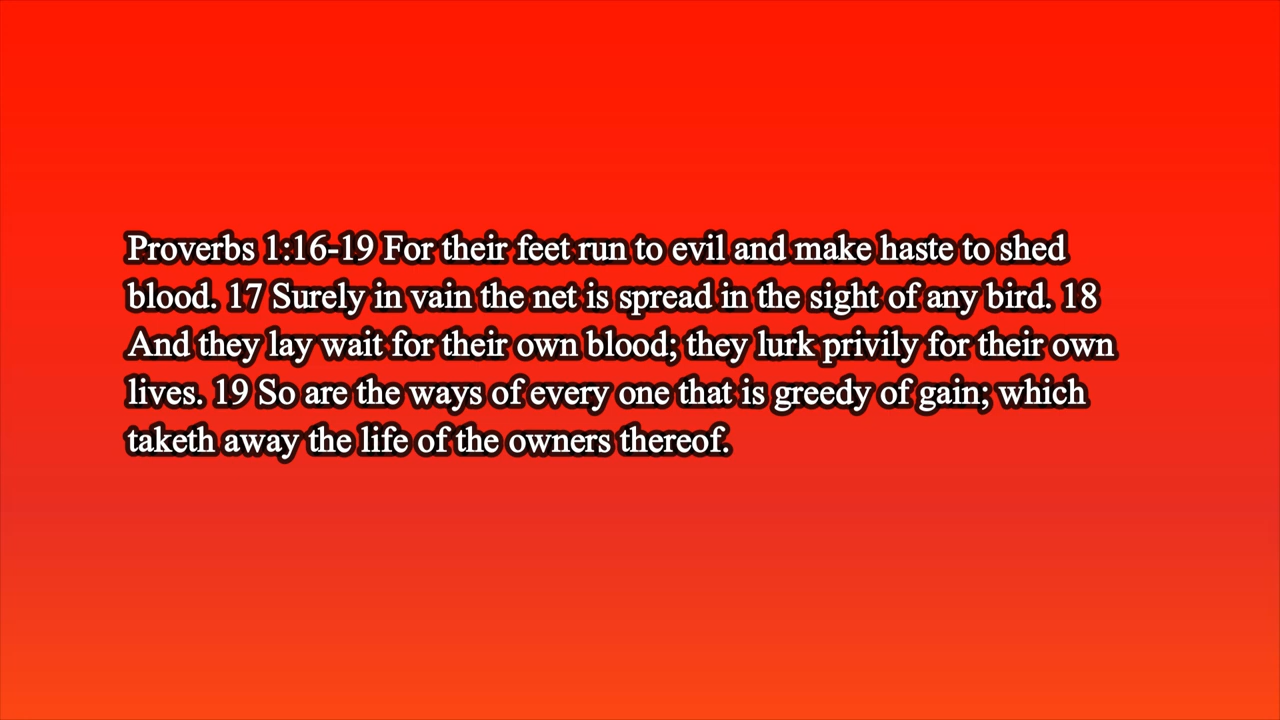 Proverbs 1:16-19 For their feet run to evil and make haste to shed
blood. 17 Surely in vain the net is spread in the sight of any bird. 18
And they lay wait for their own blood; they lurk privily for their own
lives. 19 So are the ways of every one that is greedy of gain; which
taketh away the life of the owners thereof.